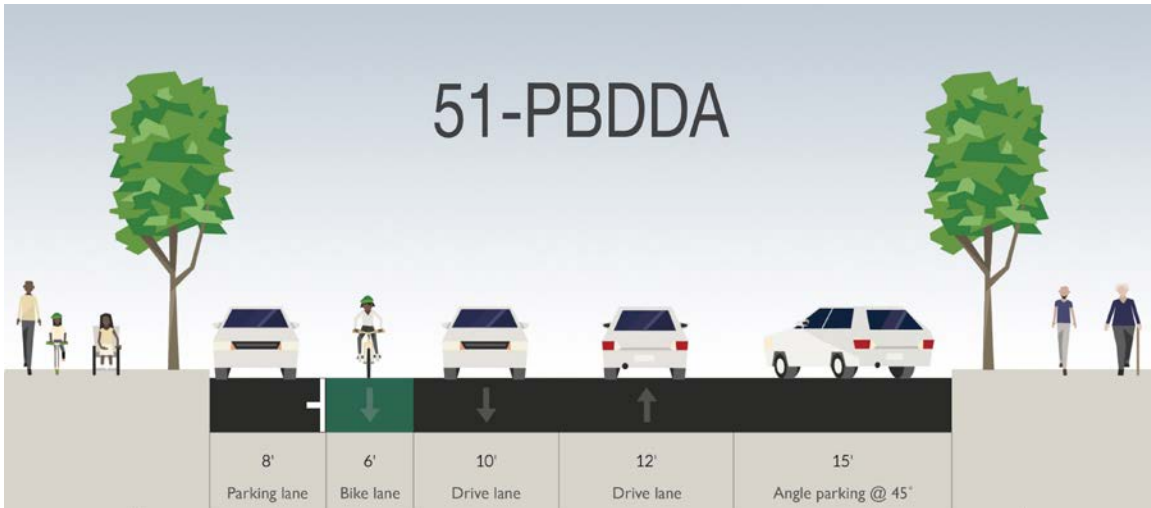 51-PBDDA
8' 6' 10' 12' 15'
Parking lane Bike lane Drive lane Drive lane Angle parking @ 45°